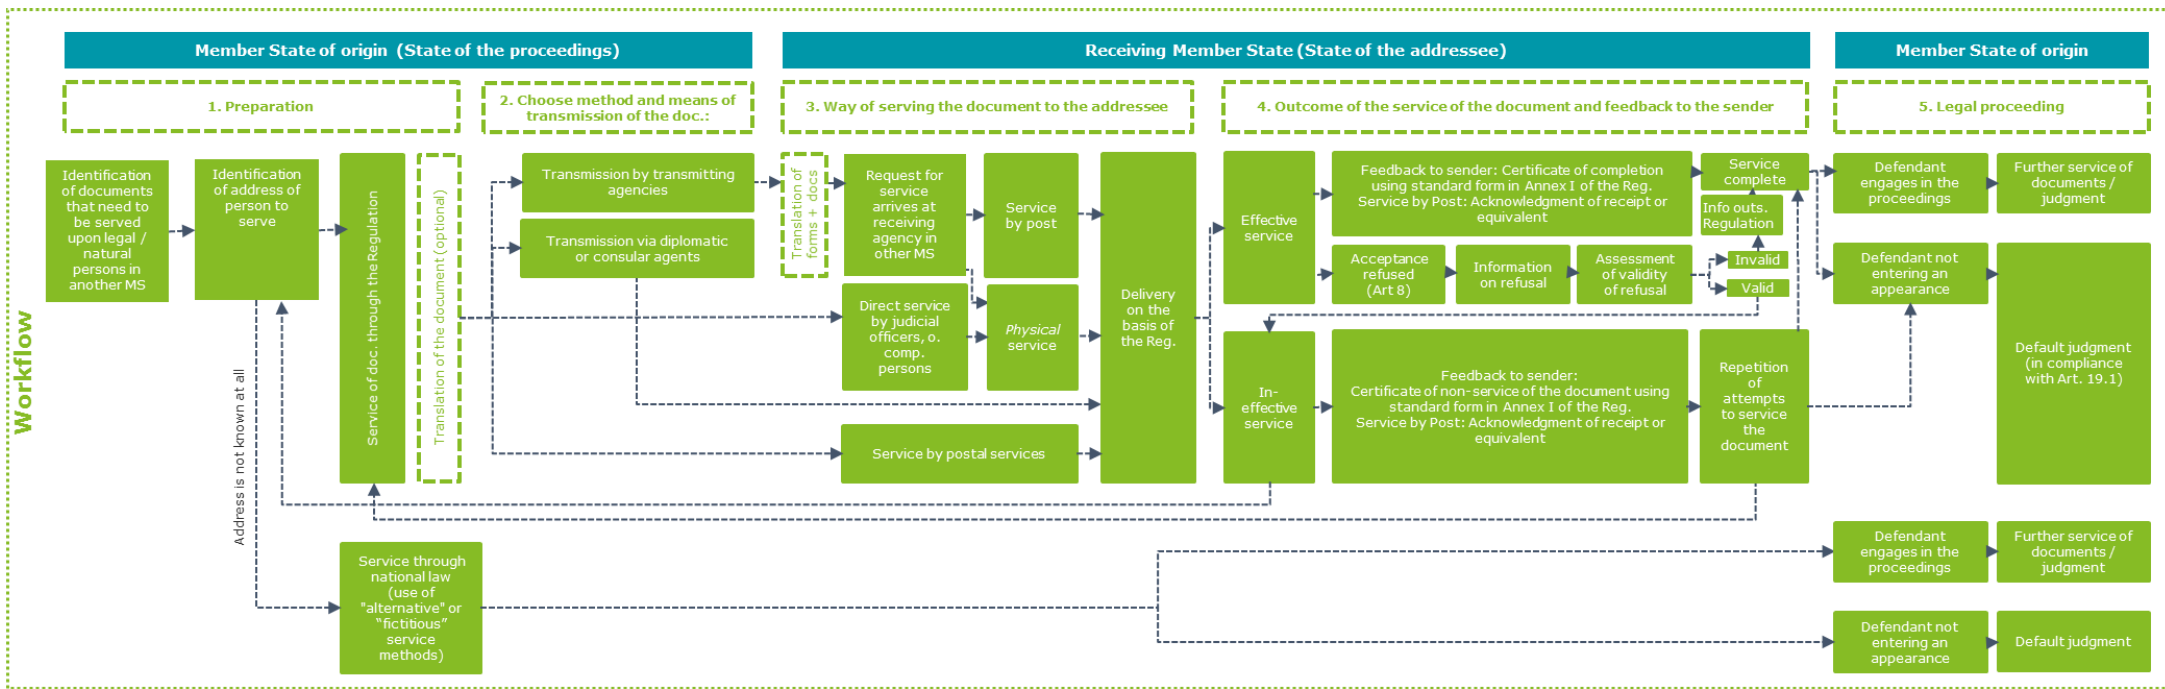 Workflow
Member State of origin (State of the proceedings)
Receiving Member State (State of the addressee)
Member State of origin
1. Preparation
2. Choose method and means of
transmission of the doc.:
3. Way of serving the document to the addressee
4. Outcome of the service of the document and feedback to the sender
5. Legal proceeding
Identification
of documents
that need to
be served
upon legal /
natural
persons in
another MS
Identification
of address of
person to
serve
Address is not known at all
Service of doc. through the Regulation
Translation of the document (optional)
Transmission by transmitting
agencies
Transmission via diplomatic
or consular agents
Translation of
forms + docs
Request for
service
arrives at
receiving
agency in
other MS
Service
by post
Direct service
by judicial
officers, o.
comp.
persons
Physical
service
Service by postal services
Delivery
on the
basis of
the Reg.
Effective
service
Feedback to sender: Certificate of completion
using standard form in Annex I of the Reg.
Service by Post: Acknowledgment of receipt or
equivalent
Service
complete
Info outs.
Regulation
Acceptance
refused
(Art 8)
Information
on refusal
Assessment
of validity
of refusal
Invalid
Valid
In-
effective
service
Feedback to sender:
Certificate of non-service of the document using
standard form in Annex I of the Reg.
Service by Post: Acknowledgment of receipt or
equivalent
Repetition
of
attempts
to service
the
document
Defendant
engages in the
proceedings
Further service of
documents /
judgment
Defendant not
entering an
appearance
Default judgment
(in compliance
with Art. 19.1)
Service through
national law
(use of
"alternative" or
“fictitious”
service
methods)
Defendant
engages in the
proceedings
Further service of
documents /
judgment
Defendant not
entering an
appearance
Default judgment